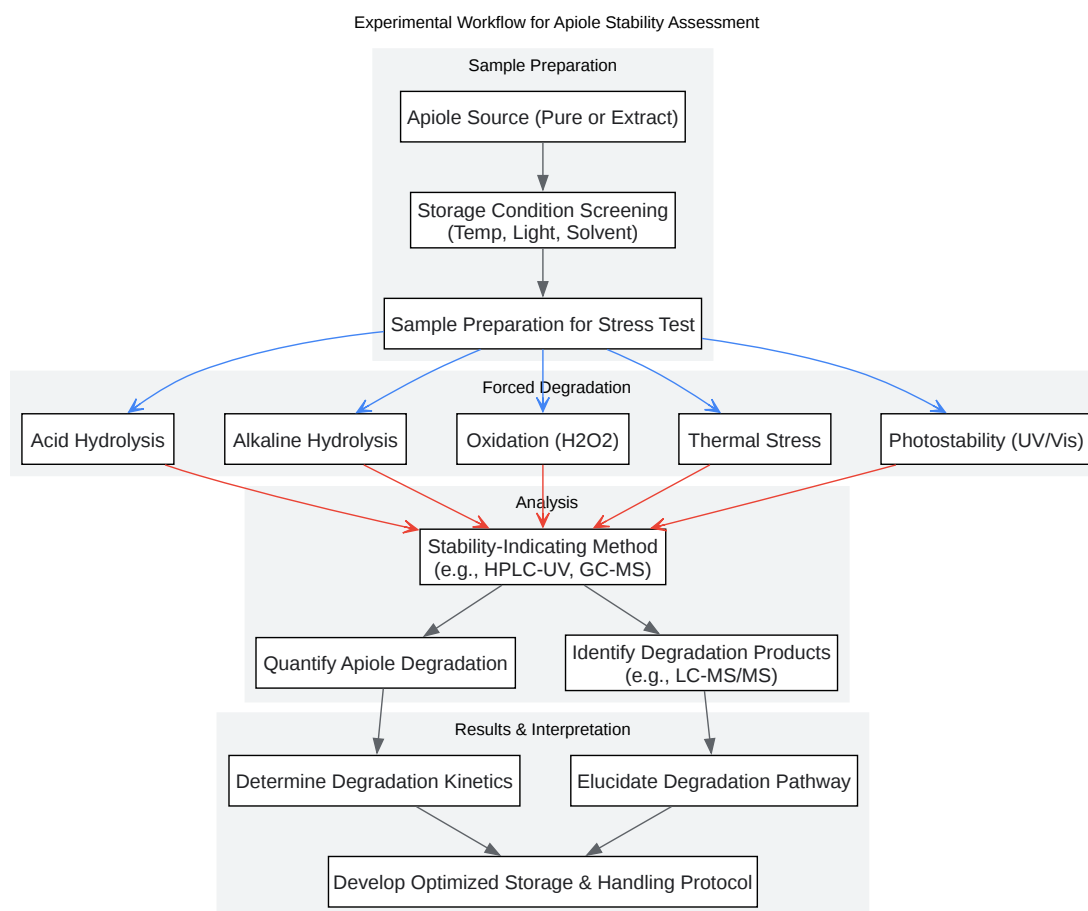 Experimental Workflow for Apiole Stability Assessment
Sample Preparation
Apiole Source (Pure or Extract)
Storage Condition Screening
(Temp, Light, Solvent)
Sample Preparation for Stress Test
Forced Degradation
Acid Hydrolysis
Alkaline Hydrolysis
Oxidation (H2O2)
Thermal Stress
Photostability (UV/Vis)
Analysis
Stability-Indicating Method
(e.g., HPLC-UV, GC-MS)
Quantify Apiole Degradation
Identify Degradation Products
(e.g., LC-MS/MS)
Results & Interpretation
Determine Degradation Kinetics
Elucidate Degradation Pathway
Develop Optimized Storage & Handling Protocol